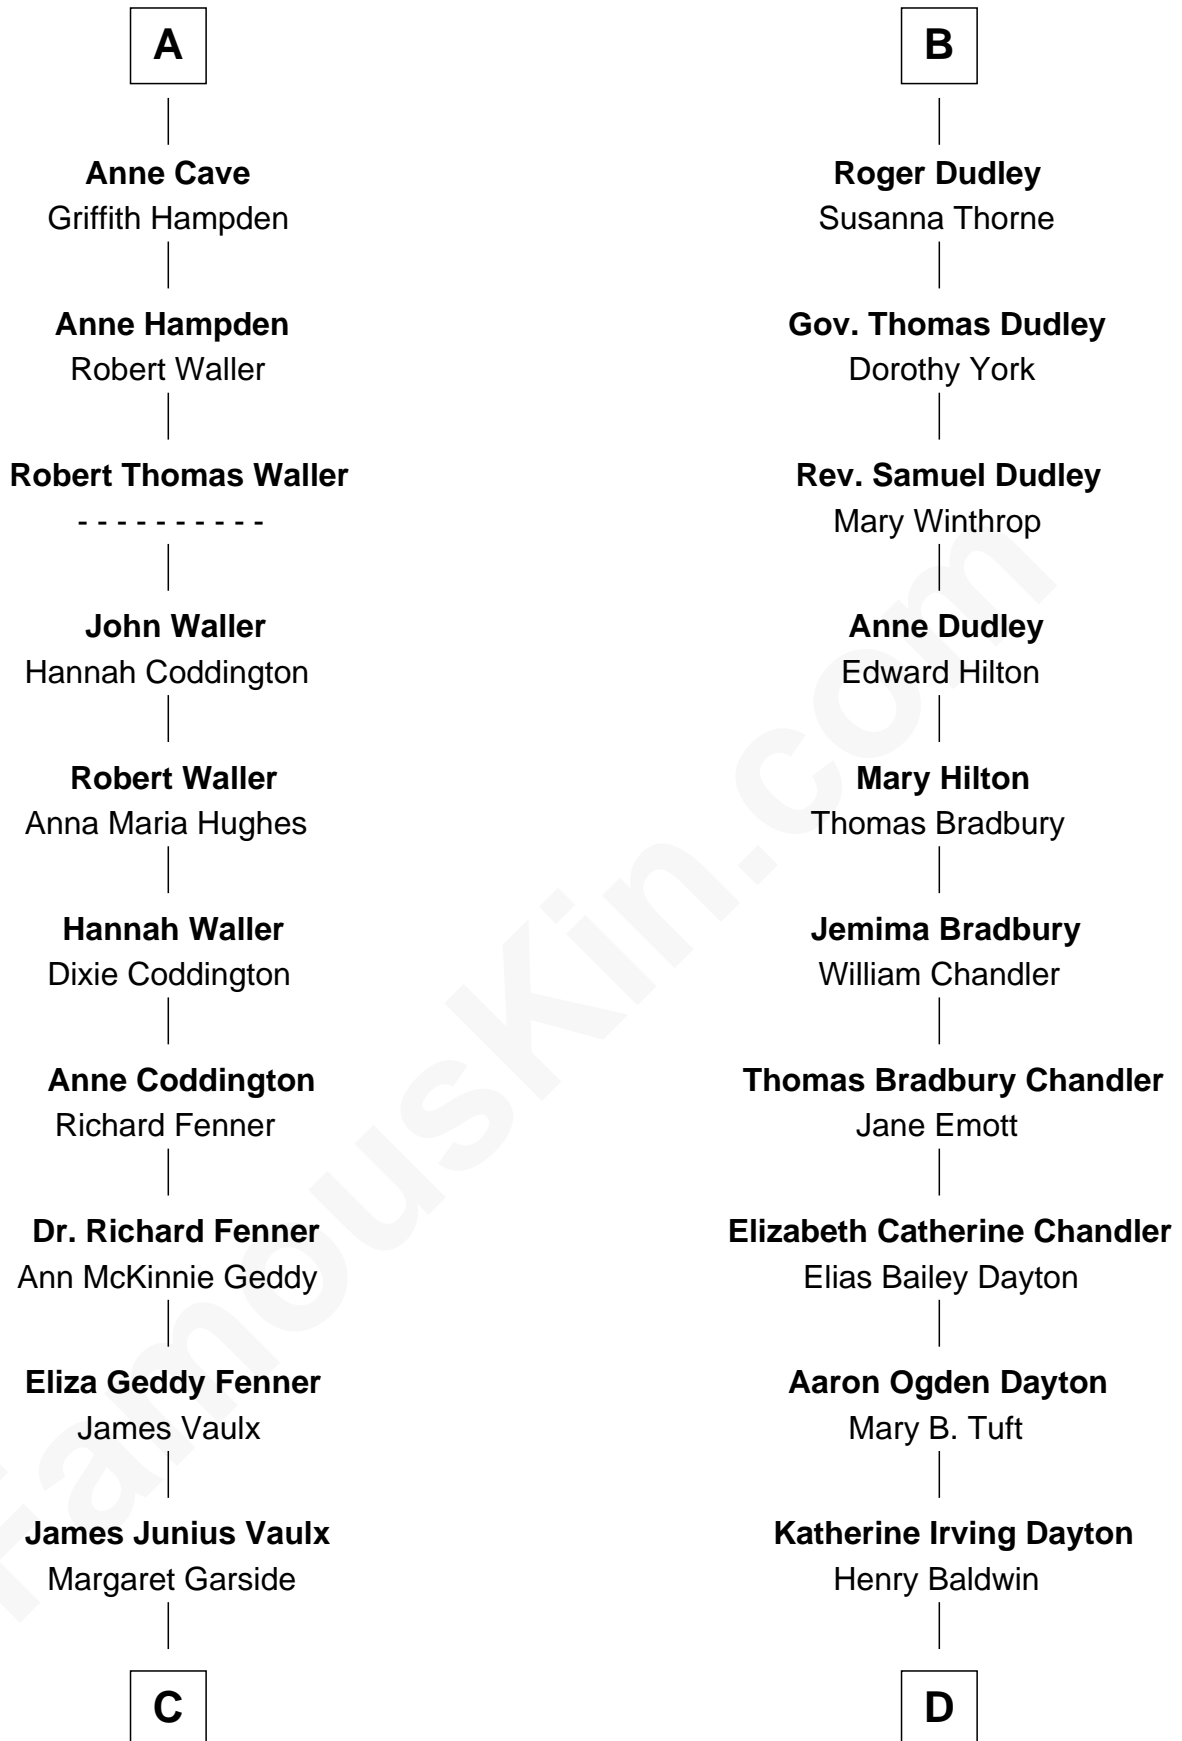 A
Anne Cave
Griffith Hampden
Anne Hampden
Robert Waller
Robert Thomas Waller
- - - - - - - - - -
John Waller
Hannah Coddington
Robert Waller
Anna Maria Hughes
Hannah Waller
Dixie Coddington
Anne Coddington
Richard Fenner
Dr. Richard Fenner
Ann McKinnie Geddy
Eliza Geddy Fenner
James Vaulx
James Junius Vaulx
Margaret Garside
C
B
Roger Dudley
Susanna Thorne
Gov. Thomas Dudley
Dorothy York
Rev. Samuel Dudley
Mary Winthrop
Anne Dudley
Edward Hilton
Mary Hilton
Thomas Bradbury
Jemima Bradbury
William Chandler
Thomas Bradbury Chandler
Jane Emott
Elizabeth Catherine Chandler
Elias Bailey Dayton
Aaron Ogden Dayton
Mary B. Tuft
Katherine Irving Dayton
Henry Baldwin
D
FamousKin.com